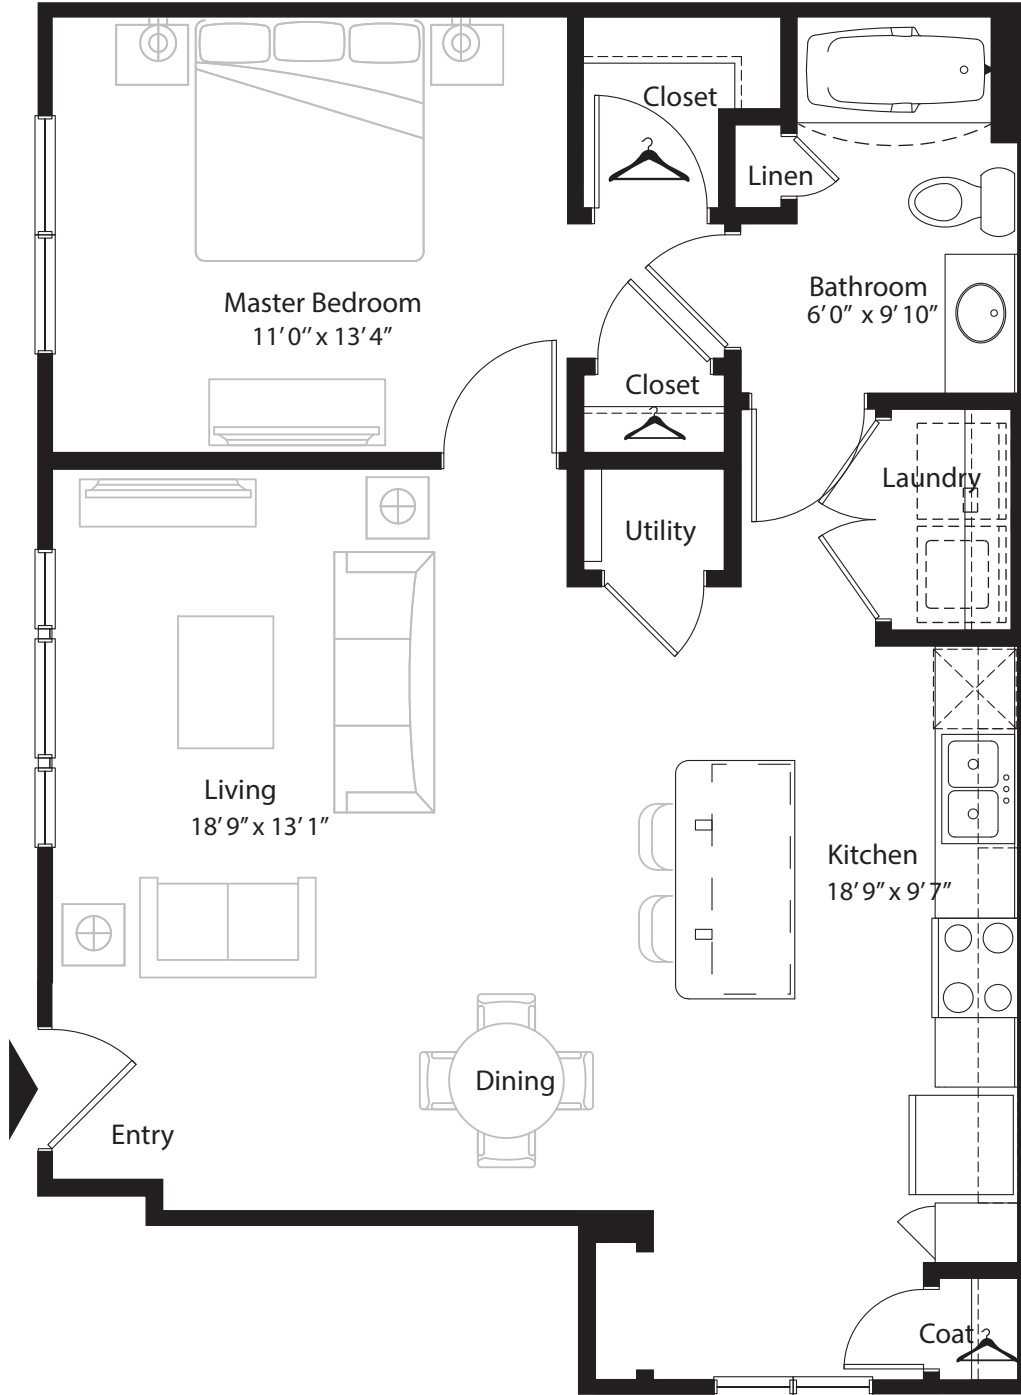 Closet
Linen
Master Bedroom
11'0" x 13'4"
Bathroom
6'0" x 9'10"
Closet
Laundry
Utility
Living
18'9" x 13'1"
Kitchen
18'9" x 9'7"
Dining
Entry
Coat